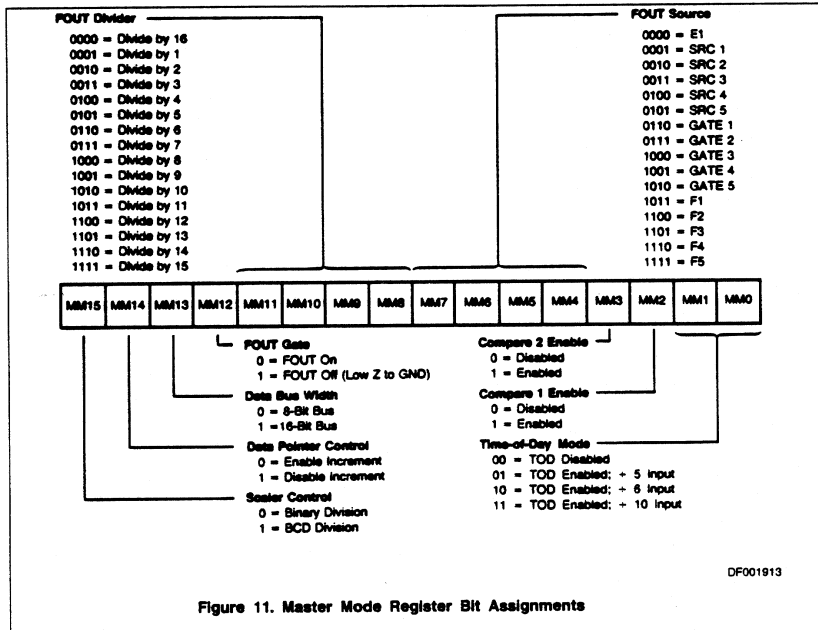 FOUT Divider
0000 = Divide by 16
0001 = Divide by 1
0010 = Divide by 2
0011 = Divide by 3
0100 = Divide by 4
0101 = Divide by 5
0110 = Divide by 6
0111 = Divide by 7
1000 = Divide by 8
1001 = Divide by 9
1010 = Divide by 10
1011 = Divide by 11
1100 = Divide by 12
1101 = Divide by 13
1110 = Divide by 14
1111 = Divide by 15
FOUT Source
0000 = E1
0001 = SRC 1
0010 = SRC 2
0011 = SRC 3
0100 = SRC 4
0101 = SRC 5
0110 = GATE 1
0111 = GATE 2
1000 = GATE 3
1001 = GATE 4
1010 = GATE 5
1011 = F1
1100 = F2
1101 = F3
1110 = F4
1111 = F5
MM15 MM14 MM13 MM12 MM11 MM10 MM9 MM8 MM7 MM6 MM5 MM4 MM3 MM2 MM1 MM0
FOUT Gate
0 = FOUT On
1 = FOUT Off (Low Z to GND)
Data Bus Width
0 = 8-Bit Bus
1 =16-Bit Bus
Data Pointer Control
0 = Enable Increment
1 = Disable Increment
Scaler Control
0 = Binary Division
1 = BCD Division
Compare 2 Enable
0 = Disabled
1 = Enabled
Compare 1 Enable
0 = Disabled
1 = Enabled
Time-of-Day Mode
00 = TOD Disabled
01 = TOD Enabled; ÷ 5 Input
10 = TOD Enabled; ÷ 6 Input
11 = TOD Enabled; ÷ 10 Input
DF001913
Figure 11. Master Mode Register Bit Assignments